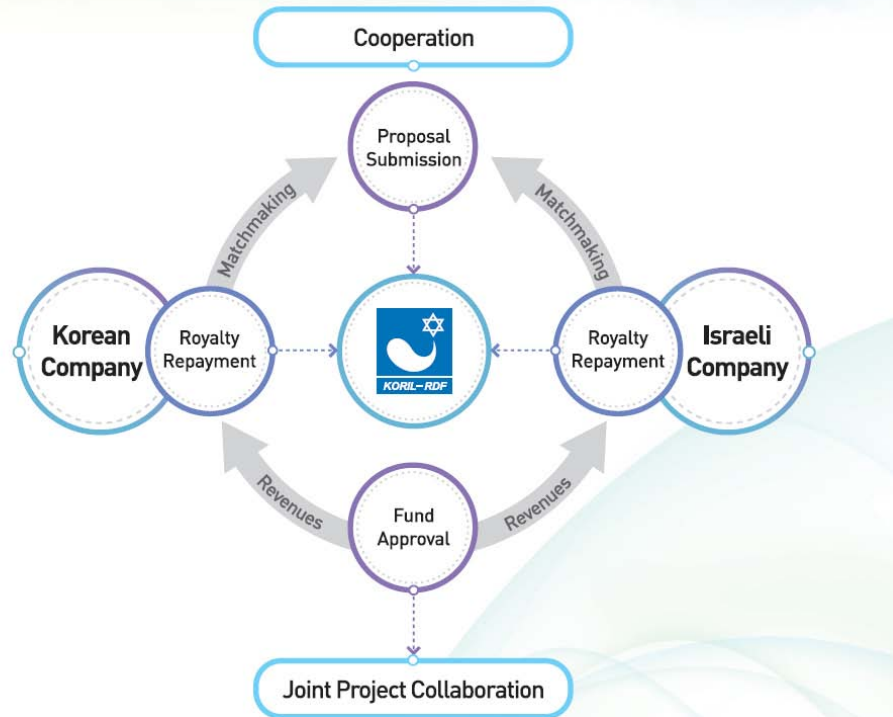 Cooperation
Proposal
Submission
Matchmaking
Matchmaking
Korean
Company
Royalty
Repayment
KORIL-RDF
Royalty
Repayment
Israeli
Company
Revenues
Revenues
Fund
Approval
Joint Project Collaboration